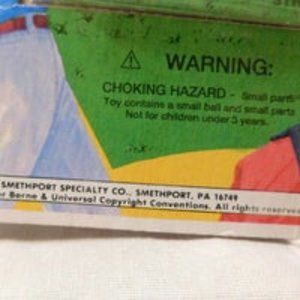 ⚠ WARNING:
CHOKING HAZARD - Small parts
Toy contains a small ball and small parts
Not for children under 3 years.
SMETHPORT SPECIALTY CO., SMETHPORT, PA 16749
er Berne & Universal Copyright Conventions. All rights reserved